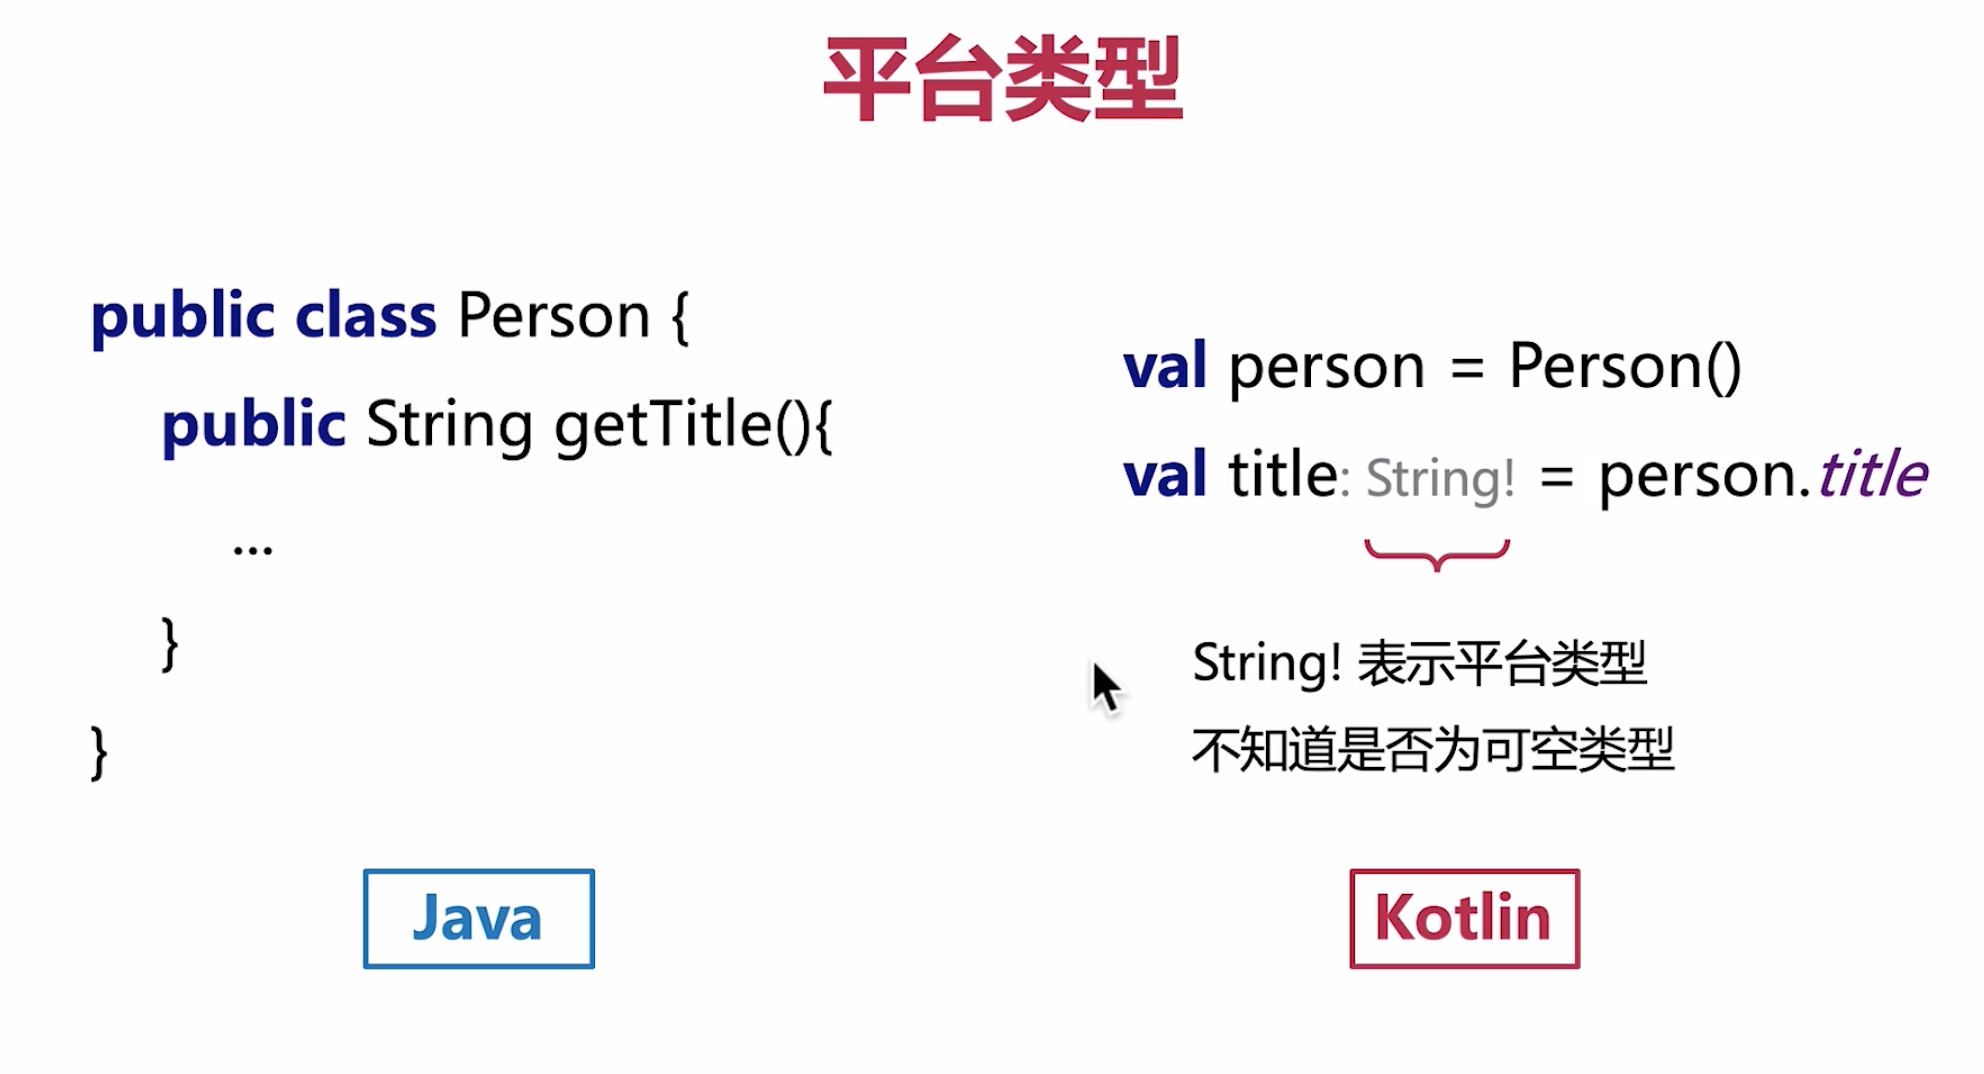 平台类型
public class Person {
public String getTitle(){
...
}
}
Java
val person = Person()
val title: String! = person.title
String! 表示平台类型
不知道是否为可空类型
Kotlin